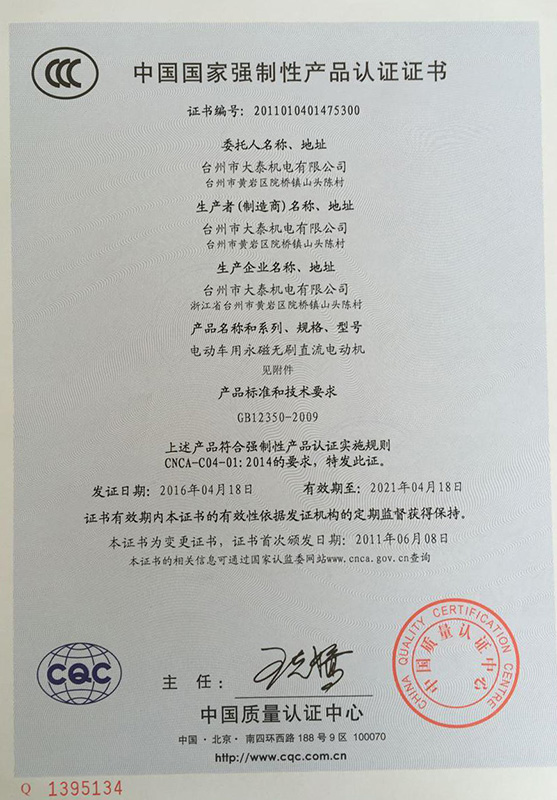 CCC
中国国家强制性产品认证证书
证书编号：2011010401475300
委托人名称、地址
台州市大泰机电有限公司
台州市黄岩区院桥镇山头陈村
生产者(制造商)名称、地址
台州市大泰机电有限公司
台州市黄岩区院桥镇山头陈村
生产企业名称、地址
台州市大泰机电有限公司
浙江省台州市黄岩区院桥镇山头陈村
产品名称和系列、规格、型号
电动车用永磁无刷直流电动机
见附件
产品标准和技术要求
GB12350-2009
上述产品符合强制性产品认证实施规则
CNCA-C04-01:2014的要求，特发此证。
发证日期：2016年04月18日 有效期至：2021年04月18日
证书有效期内本证书的有效性依据发证机构的定期监督获得保持。
本证书为变更证书，证书首次颁发日期：2011年06月08日
本证书的相关信息可通过国家认监委网站www.cnca.gov.cn查询
CQC
主 任：
中国质量认证中心
CHINA QUALITY CERTIFICATION CENTRE
中国质量认证中心
中国·北京·南四环西路188号9区 100070
http://www.cqc.com.cn
Q 1395134